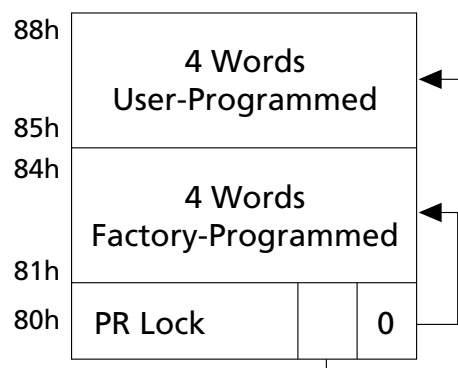 88h
4 Words
User-Programmed
85h
84h
4 Words
Factory-Programmed
81h
80h
PR Lock
0